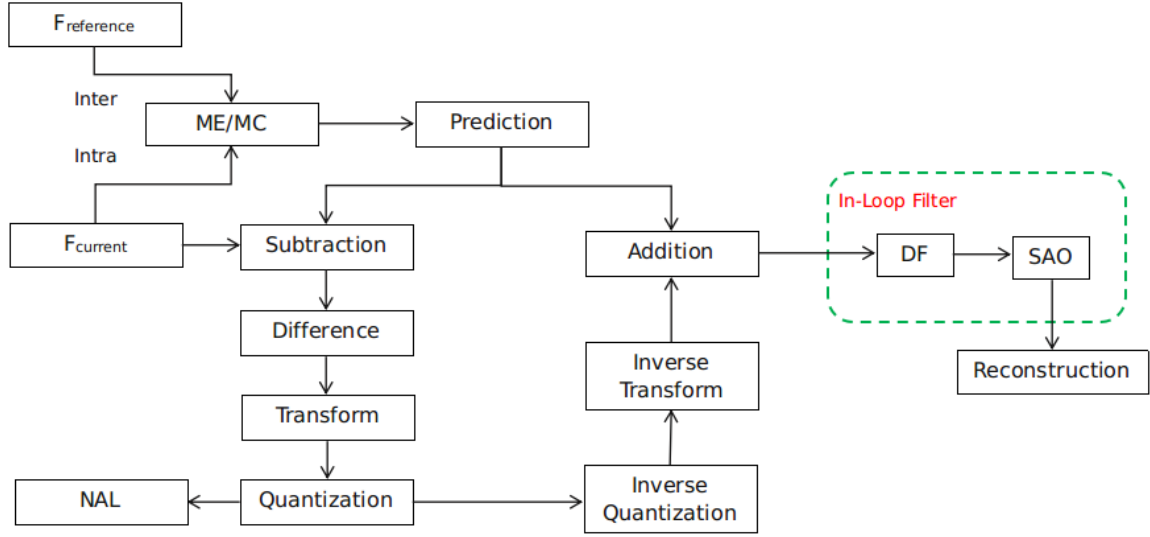 Freference
Inter
ME/MC
Prediction
Intra
In-Loop Filter
Fcurrent
Subtraction
Addition
DF
SAO
Difference
Inverse
Transform
Reconstruction
Transform
NAL
Quantization
Inverse
Quantization